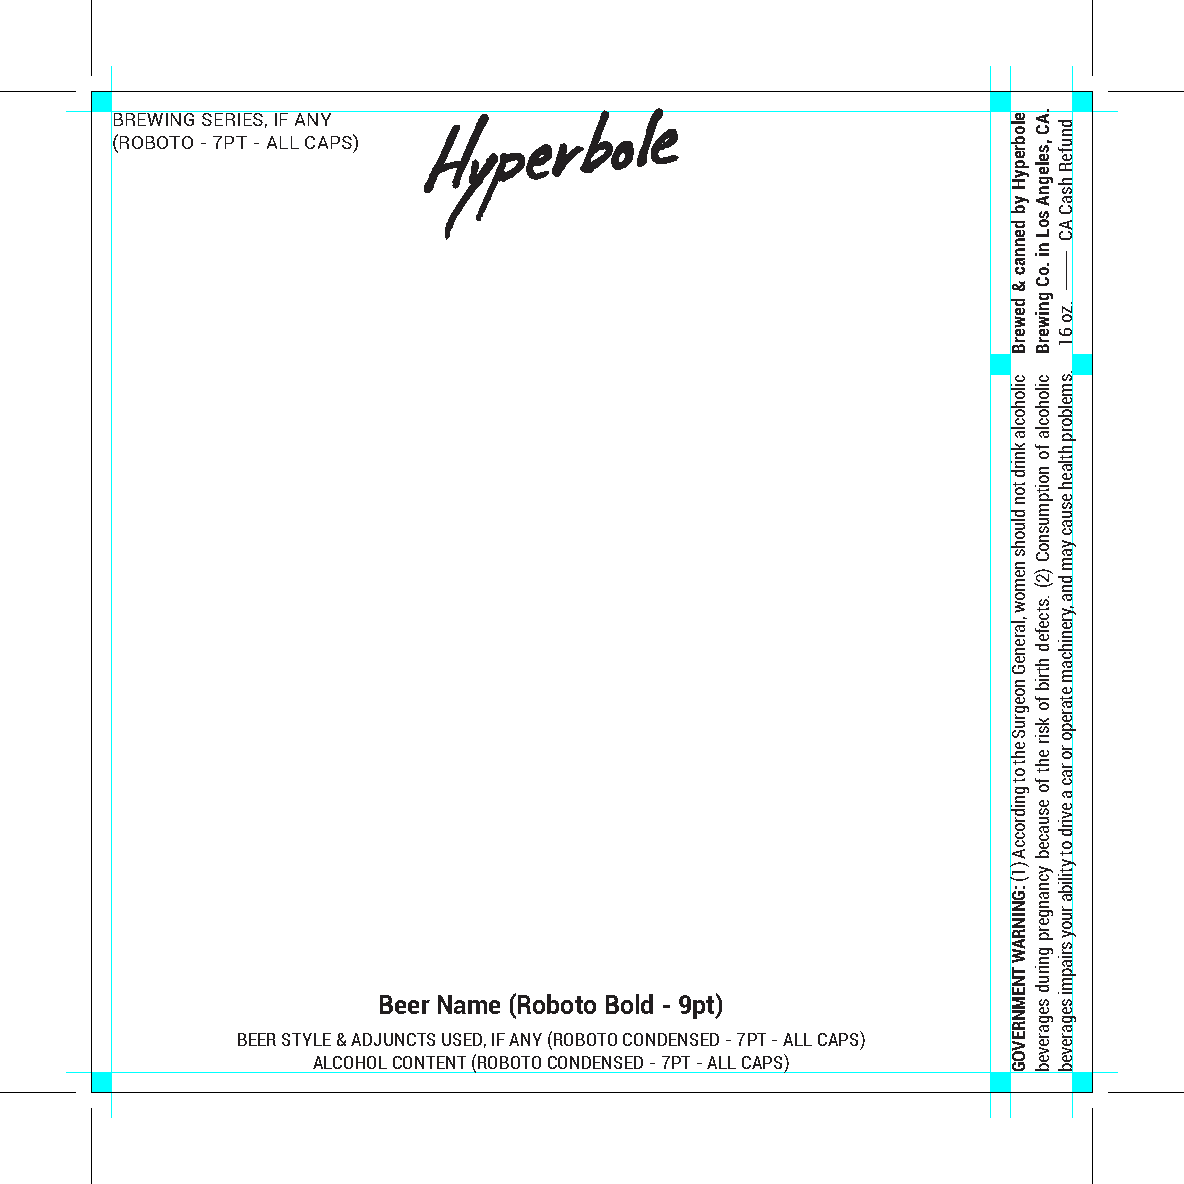 BREWING SERIES, IF ANY
(ROBOTO - 7PT - ALL CAPS)
Hyperbole
Beer Name (Roboto Bold - 9pt)
BEER STYLE & ADJUNCTS USED, IF ANY (ROBOTO CONDENSED - 7PT - ALL CAPS)
ALCOHOL CONTENT (ROBOTO CONDENSED - 7PT - ALL CAPS)
GOVERNMENT WARNING: (1) According to the Surgeon General, women should not drink alcoholic
beverages during pregnancy because of the risk of birth defects. (2) Consumption of alcoholic
beverages impairs your ability to drive a car or operate machinery, and may cause health problems.
Brewed & canned by Hyperbole
Brewing Co. in Los Angeles, CA.
16 oz. —— CA Cash Refund